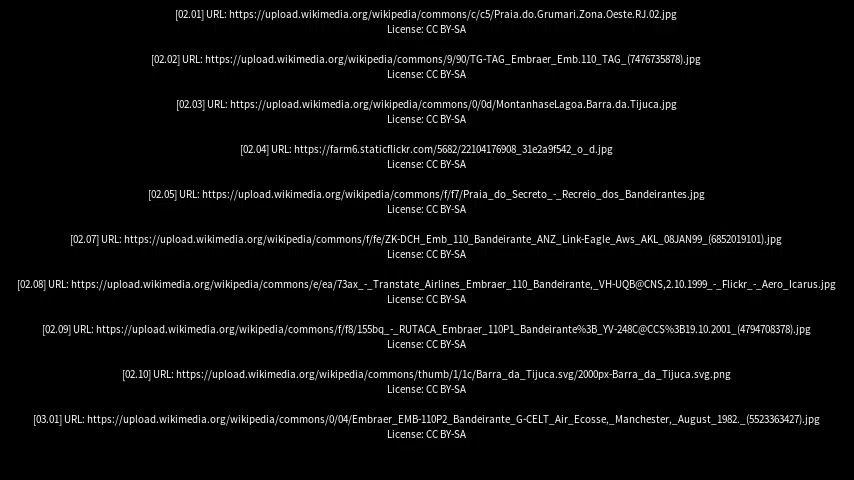 [02.01] URL: https://upload.wikimedia.org/wikipedia/commons/c/c5/Praia.do.Grumari.Zona.Oeste.RJ.02.jpg
License: CC BY-SA
[02.02] URL: https://upload.wikimedia.org/wikipedia/commons/9/90/TG-TAG_Embraer_Emb.110_TAG_(7476735878).jpg
License: CC BY-SA
[02.03] URL: https://upload.wikimedia.org/wikipedia/commons/0/0d/MontanhaseLagoa.Barra.da.Tijuca.jpg
License: CC BY-SA
[02.04] URL: https://farm6.staticflickr.com/5682/22104176908_31e2a9f542_o_d.jpg
License: CC BY-SA
[02.05] URL: https://upload.wikimedia.org/wikipedia/commons/f/f7/Praia_do_Secreto_-_Recreio_dos_Bandeirantes.jpg
License: CC BY-SA
[02.07] URL: https://upload.wikimedia.org/wikipedia/commons/f/fe/ZK-DCH_Emb_110_Bandeirante_ANZ_Link-Eagle_Aws_AKL_08JAN99_(6852019101).jpg
License: CC BY-SA
[02.08] URL: https://upload.wikimedia.org/wikipedia/commons/e/ea/73ax_-_Transtate_Airlines_Embraer_110_Bandeirante,_VH-UQB@CNS,2.10.1999_-_Flickr_-_Aero_Icarus.jpg
License: CC BY-SA
[02.09] URL: https://upload.wikimedia.org/wikipedia/commons/f/f8/155bq_-_RUTACA_Embraer_110P1_Bandeirante%3B_YV-248C@CCS%3B19.10.2001_(4794708378).jpg
License: CC BY-SA
[02.10] URL: https://upload.wikimedia.org/wikipedia/commons/thumb/1/1c/Barra_da_Tijuca.svg/2000px-Barra_da_Tijuca.svg.png
License: CC BY-SA
[03.01] URL: https://upload.wikimedia.org/wikipedia/commons/0/04/Embraer_EMB-110P2_Bandeirante_G-CELT_Air_Ecosse,_Manchester,_August_1982._(5523363427).jpg
License: CC BY-SA